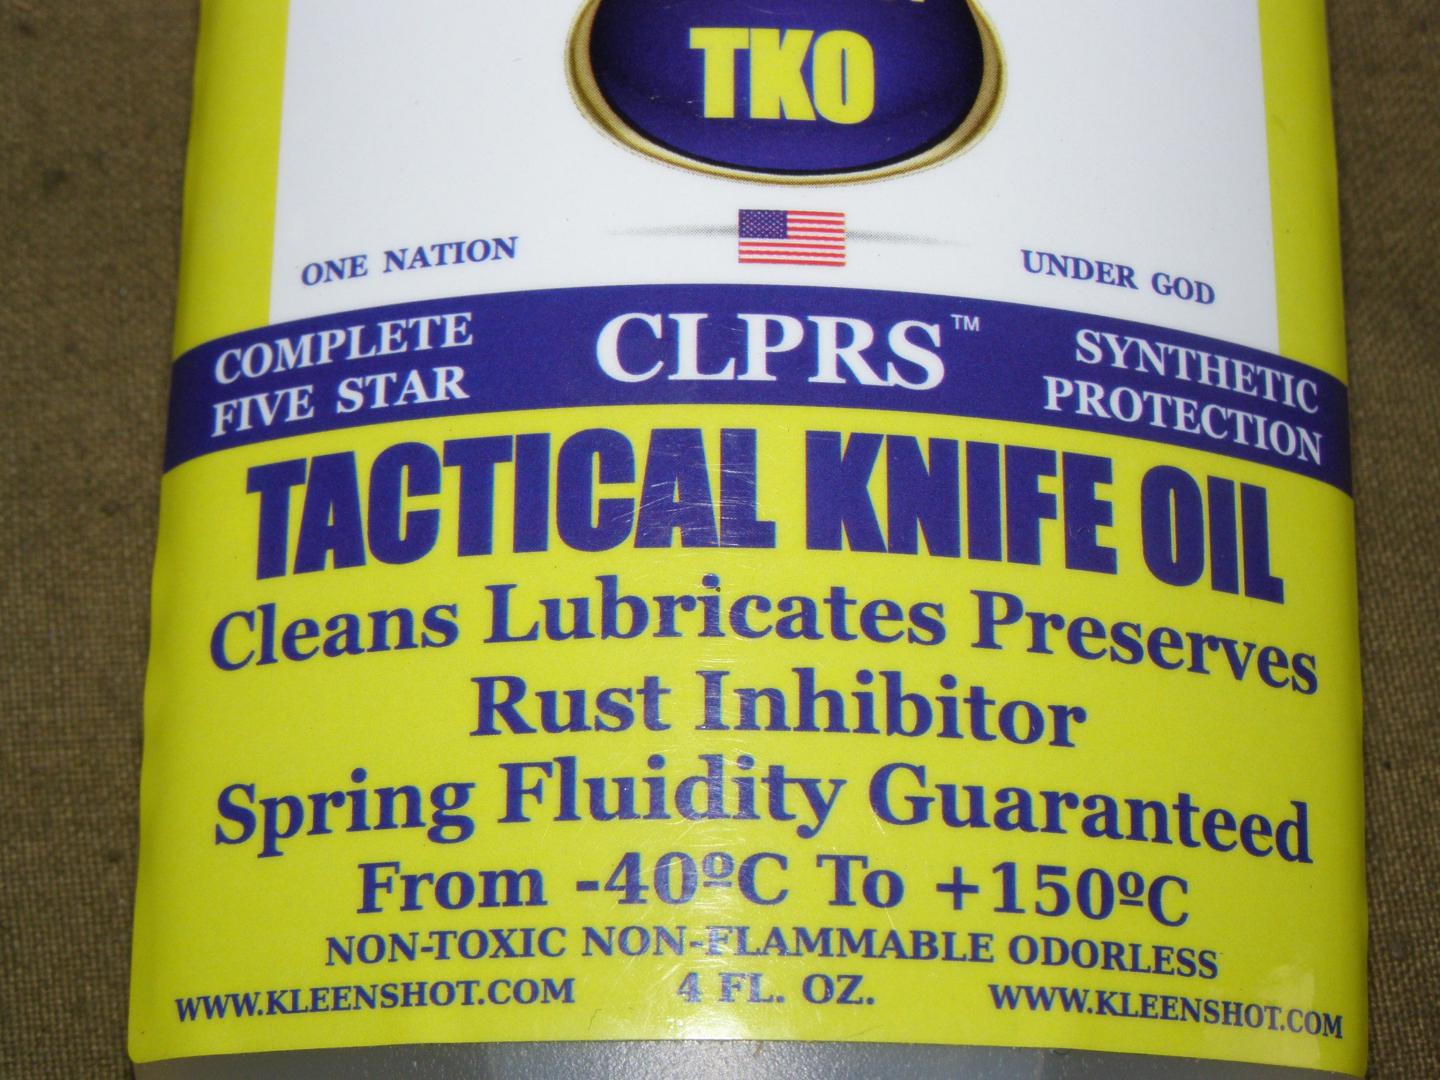 TKO
ONE NATION
UNDER GOD
COMPLETE
FIVE STAR
CLPRS™
SYNTHETIC
PROTECTION
TACTICAL KNIFE OIL
Cleans Lubricates Preserves
Rust Inhibitor
Spring Fluidity Guaranteed
From -40ºC To +150ºC
NON-TOXIC NON-FLAMMABLE ODORLESS
WWW.KLEENSHOT.COM 4 FL. OZ. WWW.KLEENSHOT.COM